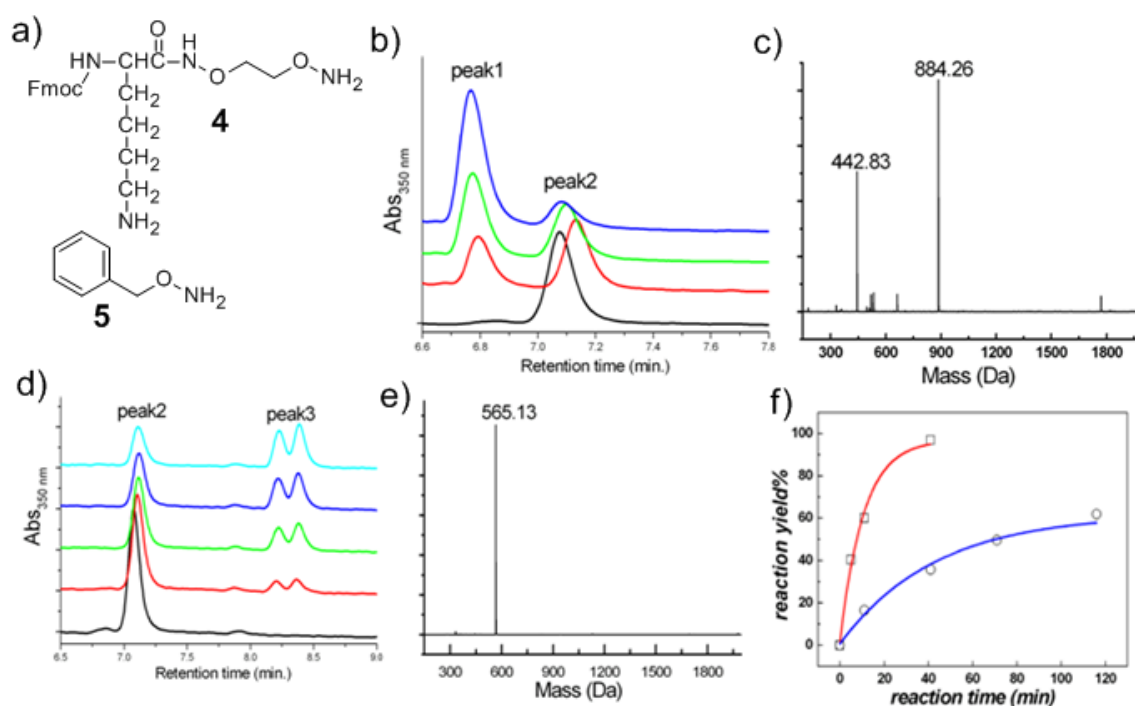 a)
O
HN
H
N
O
O
NH₂
Fmoc
CH₂
CH₂
CH₂
CH₂
NH₂
4
O
NH₂
5
b)
peak1
peak2
Abs₃₅₀ ₙₘ
6.6 6.8 7.0 7.2 7.4 7.6 7.8
Retention time (min.)
c)
884.26
442.83
300 600 900 1200 1500 1800
Mass (Da)
d)
peak2
peak3
Abs₃₅₀ ₙₘ
6.5 7.0 7.5 8.0 8.5 9.0
Retention time (min.)
e)
565.13
300 600 900 1200 1500 1800
Mass (Da)
f)
100
80
60
40
20
0
reaction yield%
0 20 40 60 80 100 120
reaction time (min)